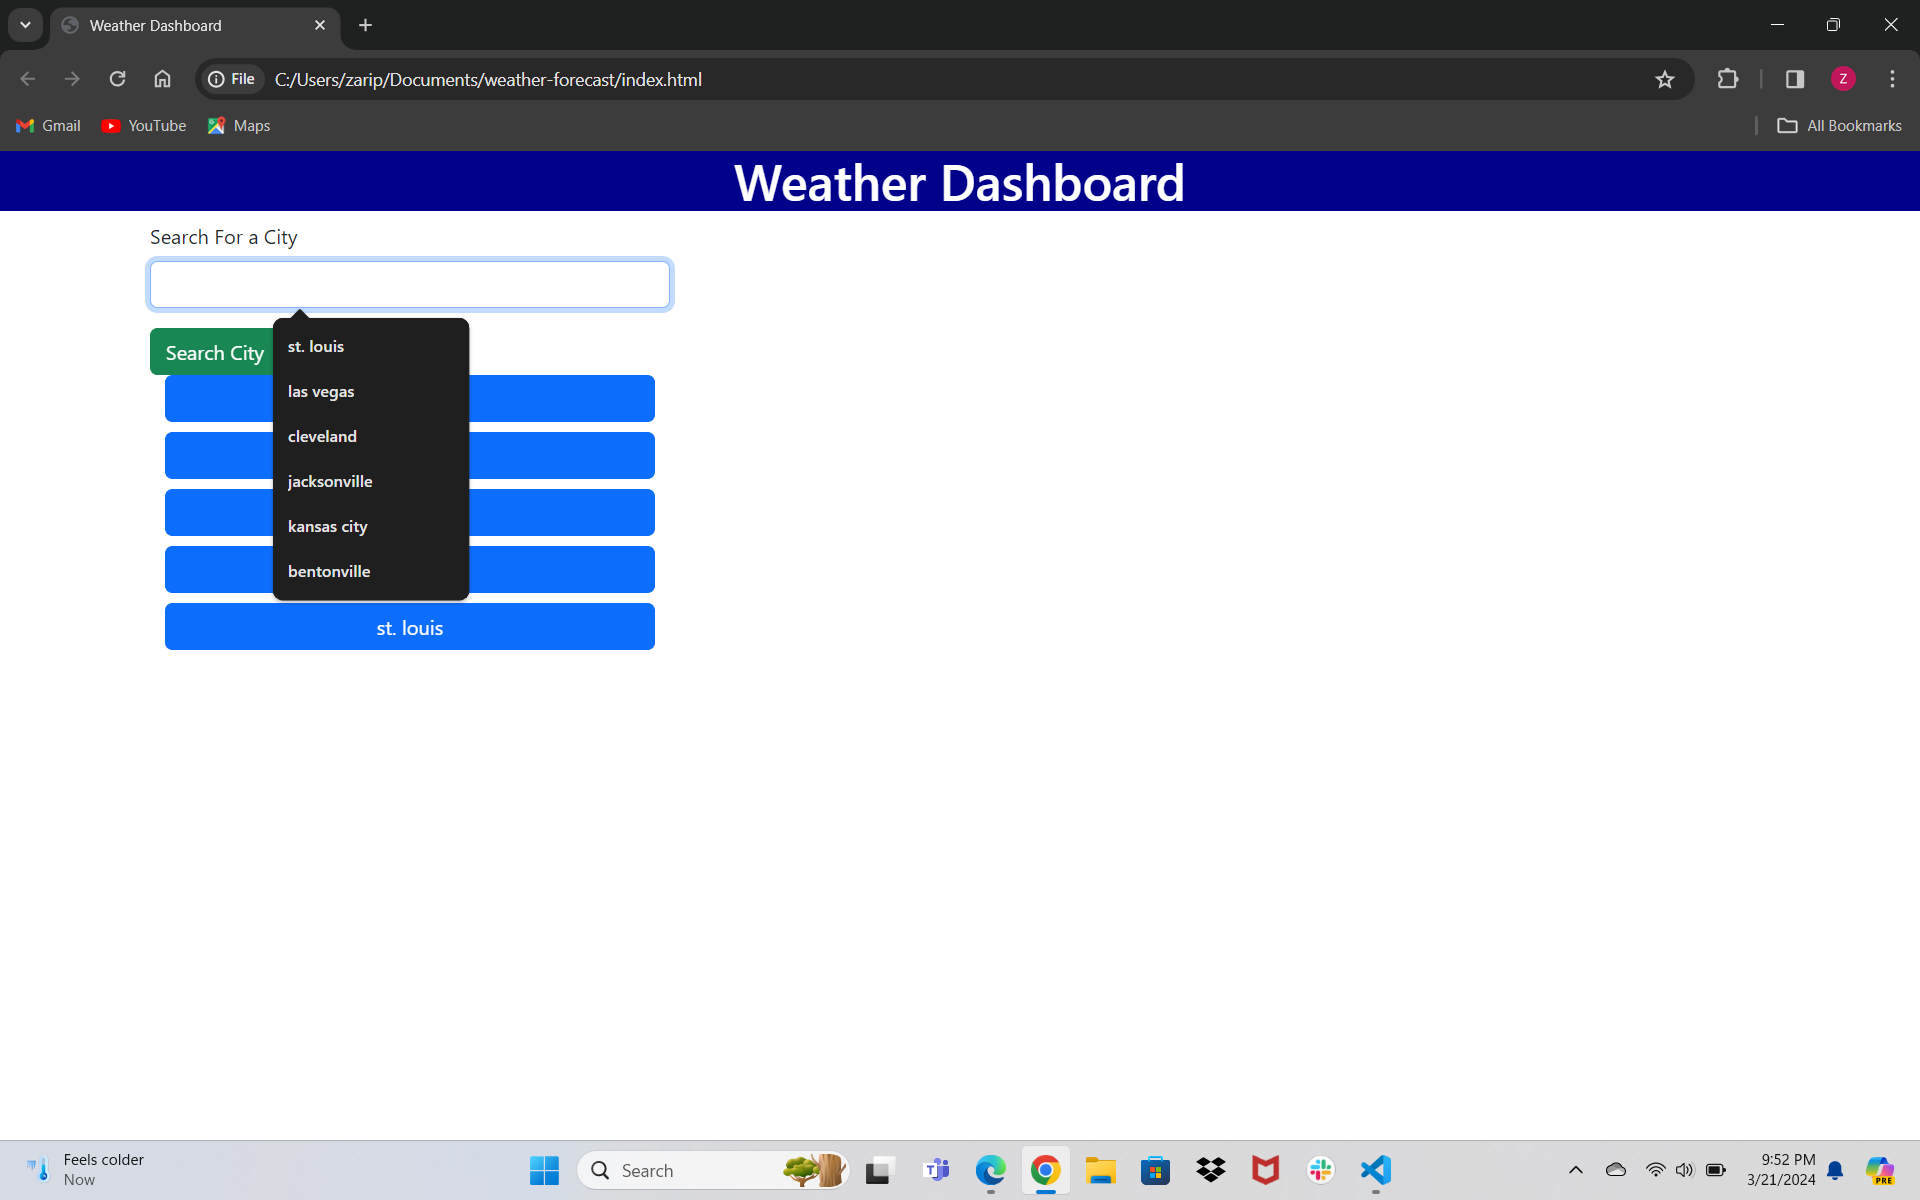 Weather Dashboard
File C:/Users/zarip/Documents/weather-forecast/index.html
Z
Gmail YouTube Maps All Bookmarks
Weather Dashboard
Search For a City
Search City
st. louis
las vegas
cleveland
jacksonville
kansas city
bentonville
st. louis
Feels colder
Now
Search
T
PRE
9:52 PM
3/21/2024